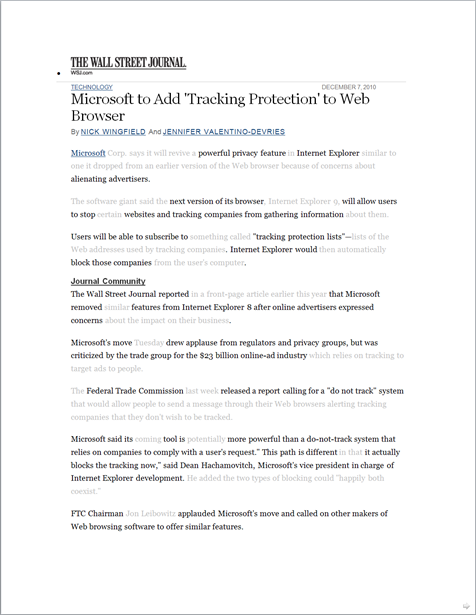 THE WALL STREET JOURNAL.
WSJ.com
TECHNOLOGY DECEMBER 7, 2010
Microsoft to Add 'Tracking Protection' to Web
Browser
By NICK WINGFIELD And JENNIFER VALENTINO-DEVRIES
Microsoft Corp. says it will revive a powerful privacy feature in Internet Explorer similar to
one it dropped from an earlier version of the Web browser because of concerns about
alienating advertisers.
The software giant said the next version of its browser, Internet Explorer 9, will allow users
to stop certain websites and tracking companies from gathering information about them.
Users will be able to subscribe to something called "tracking protection lists"—lists of the
Web addresses used by tracking companies. Internet Explorer would then automatically
block those companies from the user's computer.
Journal Community
The Wall Street Journal reported in a front-page article earlier this year that Microsoft
removed similar features from Internet Explorer 8 after online advertisers expressed
concerns about the impact on their business.
Microsoft's move Tuesday drew applause from regulators and privacy groups, but was
criticized by the trade group for the $23 billion online-ad industry which relies on tracking to
target ads to people.
The Federal Trade Commission last week released a report calling for a "do not track" system
that would allow people to send a message through their Web browsers alerting tracking
companies that they don't wish to be tracked.
Microsoft said its coming tool is potentially more powerful than a do-not-track system that
relies on companies to comply with a user's request." This path is different in that it actually
blocks the tracking now," said Dean Hachamovitch, Microsoft's vice president in charge of
Internet Explorer development. He added the two types of blocking could "happily both
coexist."
FTC Chairman Jon Leibowitz applauded Microsoft's move and called on other makers of
Web browsing software to offer similar features.